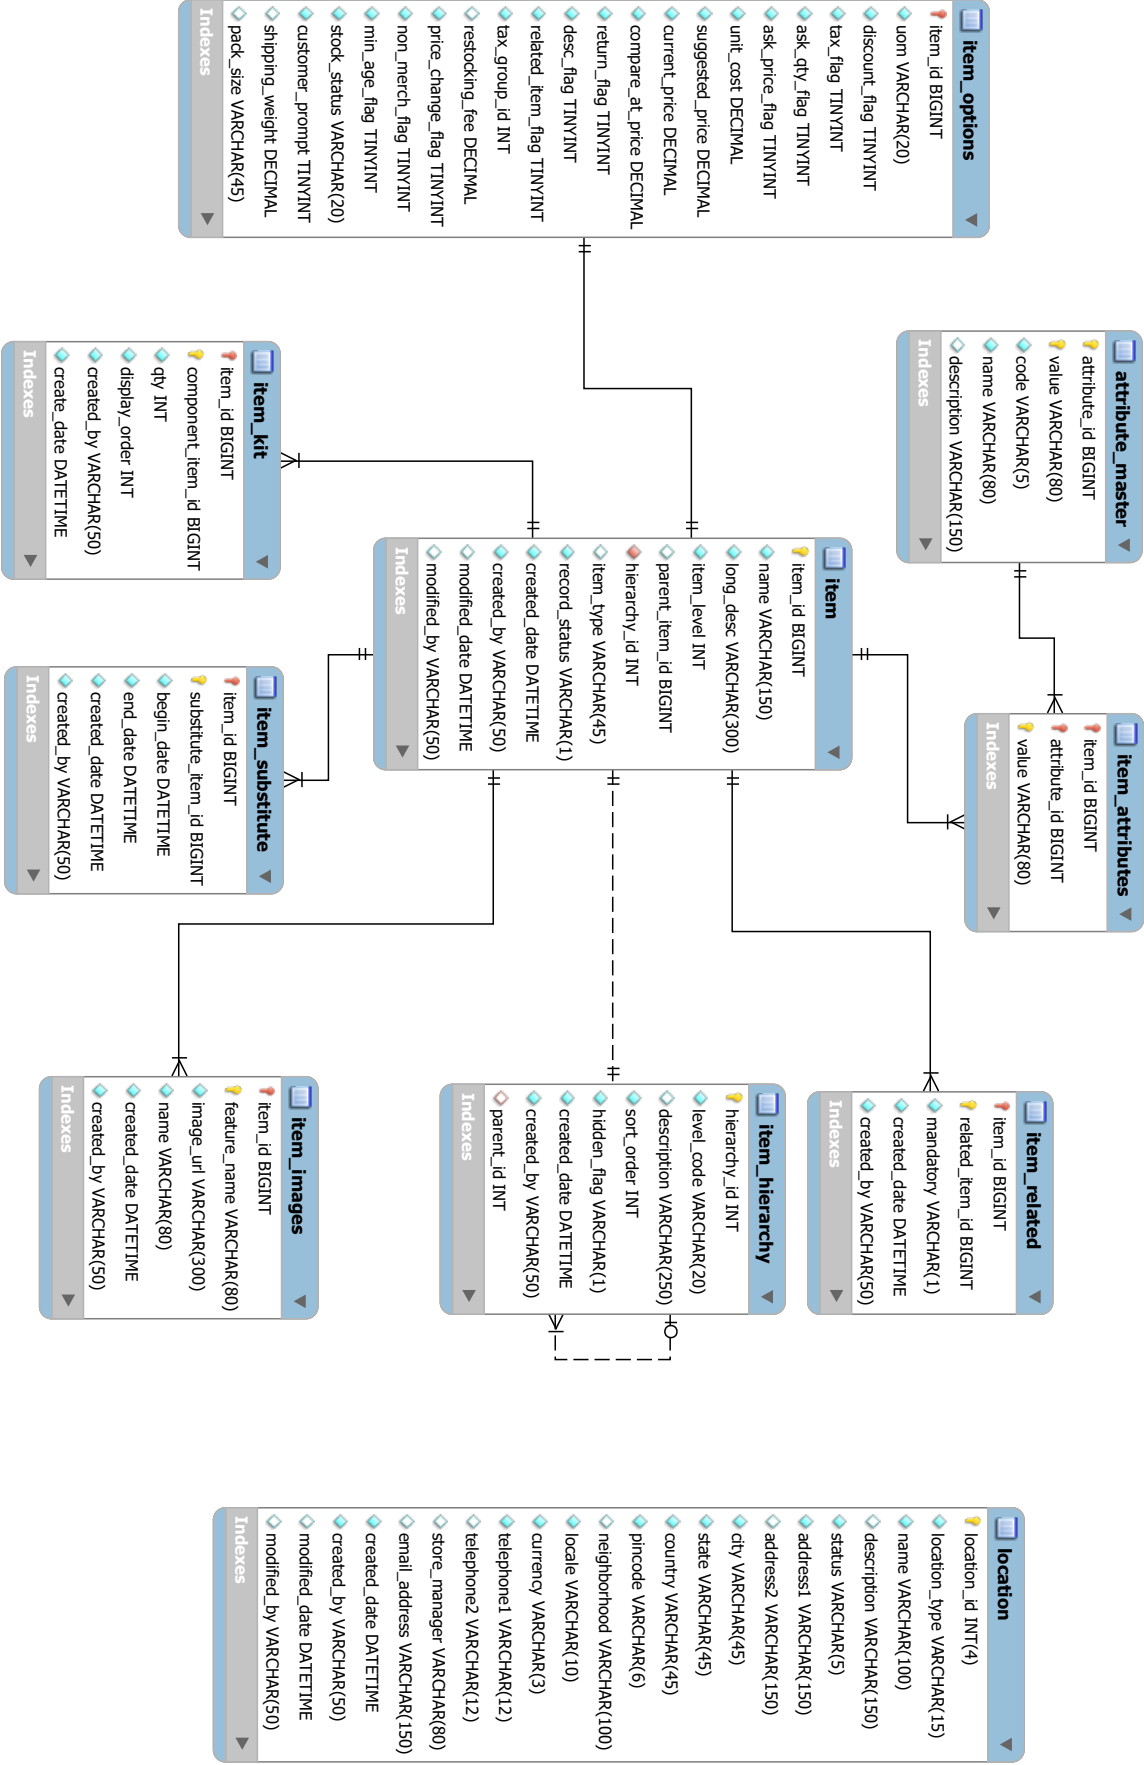 item_options
item_id BIGINT
uom VARCHAR(20)
discount_flag TINYINT
tax_flag TINYINT
ask_qty_flag TINYINT
ask_price_flag TINYINT
unit_cost DECIMAL
suggested_price DECIMAL
current_price DECIMAL
compare_at_price DECIMAL
return_flag TINYINT
desc_flag TINYINT
related_item_flag TINYINT
tax_group_id INT
restocking_fee DECIMAL
price_change_flag TINYINT
non_merch_flag TINYINT
min_age_flag TINYINT
stock_status VARCHAR(20)
customer_prompt TINYINT
shipping_weight DECIMAL
pack_size VARCHAR(45)
Indexes
attribute_master
attribute_id BIGINT
value VARCHAR(80)
code VARCHAR(5)
name VARCHAR(80)
description VARCHAR(150)
Indexes
item_kit
item_id BIGINT
component_item_id BIGINT
qty INT
display_order INT
created_by VARCHAR(50)
create_date DATETIME
Indexes
item
item_id BIGINT
name VARCHAR(150)
long_desc VARCHAR(300)
item_level INT
parent_item_id BIGINT
hierarchy_id INT
item_type VARCHAR(45)
record_status VARCHAR(1)
created_date DATETIME
created_by VARCHAR(50)
modified_date DATETIME
modified_by VARCHAR(50)
Indexes
item_attributes
item_id BIGINT
attribute_id BIGINT
value VARCHAR(80)
Indexes
item_substitute
item_id BIGINT
substitute_item_id BIGINT
begin_date DATETIME
end_date DATETIME
created_date DATETIME
created_by VARCHAR(50)
Indexes
item_related
item_id BIGINT
related_item_id BIGINT
mandatory VARCHAR(1)
created_date DATETIME
created_by VARCHAR(50)
Indexes
item_hierarchy
hierarchy_id INT
level_code VARCHAR(20)
description VARCHAR(250)
sort_order INT
hidden_flag VARCHAR(1)
created_date DATETIME
created_by VARCHAR(50)
parent_id INT
Indexes
item_images
item_id BIGINT
feature_name VARCHAR(80)
image_url VARCHAR(300)
name VARCHAR(80)
created_date DATETIME
created_by VARCHAR(50)
Indexes
location
location_id INT(4)
location_type VARCHAR(15)
name VARCHAR(100)
description VARCHAR(150)
status VARCHAR(5)
address1 VARCHAR(150)
address2 VARCHAR(150)
city VARCHAR(45)
state VARCHAR(45)
country VARCHAR(45)
pincode VARCHAR(6)
neighborhood VARCHAR(100)
locale VARCHAR(10)
currency VARCHAR(3)
telephone1 VARCHAR(12)
telephone2 VARCHAR(12)
store_manager VARCHAR(80)
email_address VARCHAR(150)
created_date DATETIME
created_by VARCHAR(50)
modified_date DATETIME
modified_by VARCHAR(50)
Indexes